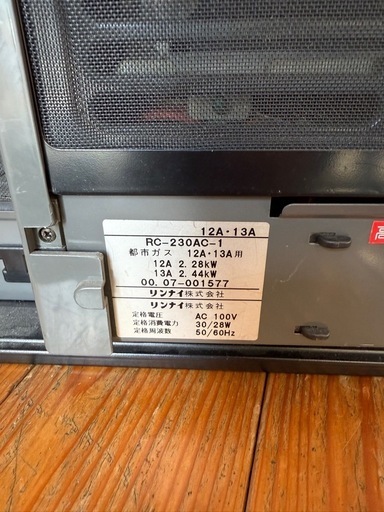 12A・13A
RC-230AC-1
都市ガス 12A・13A用
12A 2.28kW
13A 2.44kW
00.07-001577
リンナイ株式会社
リンナイ株式会社
定格電圧 AC 100V
定格消費電力 30/28W
定格周波数 50/60Hz